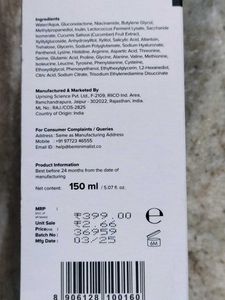 Ingredients
Water/Aqua, Gluconolactone, Niacinamide, Butylene Glycol,
Methylpropanediol, Inulin, Lactococcus Ferment Lysate, Saccharide
Isomerate, Cucumis Sativus (Cucumber) Fruit Extract,
Xylitylglucoside, Anhydroxylitol, Xylitol, Salicylic Acid, Allantoin,
Trehalose, Glycerin, Sodium Polyglutamate, Sodium Hyaluronate,
Panthenol, Lysine, Histidine, Arginine, Aspartic Acid, Threonine,
Serine, Glutamic Acid, Proline, Glycine, Alanine, Valine, Methionine,
Isoleucine, Leucine, Tyrosine, Phenylalanine, Cysteine,
Ethoxydiglycol, Phenoxyethanol, Ethylhexylglycerin, 1,2-Hexanediol,
Citric Acid, Sodium Citrate, Trisodium Ethylenediamine Disuccinate
Manufactured & Marketed By
Uprising Science Pvt. Ltd., F-2109, RIICO Ind. Area,
Ramchandrapura, Jaipur - 302022, Rajasthan, India.
ML No.: RAJ./COS-2825
Country of Origin: India
For Consumer Complaints / Queries
Address: Same as Manufacturing Address
Mobile: +91 97723 46555
Email ID: help@beminimalist.co
Product Information
Best before 24 months from the date of
manufacturing
Net content: 150 ml / 5.07 fl. oz.
MRP ₹399.00
Unit Sale Price ₹2.66
Batch No: 36959
Mfg Date: 03/25
6M
8 906128 100160